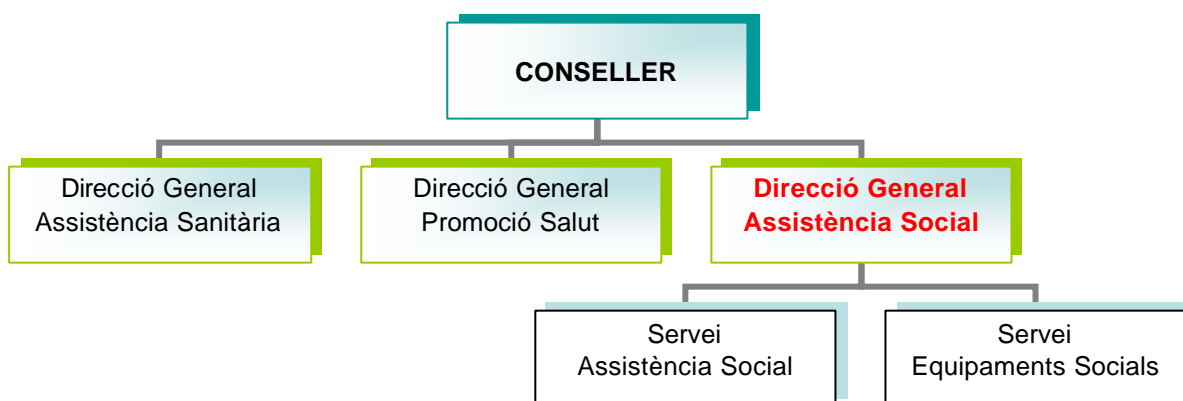 CONSELLER
Direcció General
Assistència Sanitària
Direcció General
Promoció Salut
Direcció General
Assistència Social
Servei
Assistència Social
Servei
Equipaments Socials